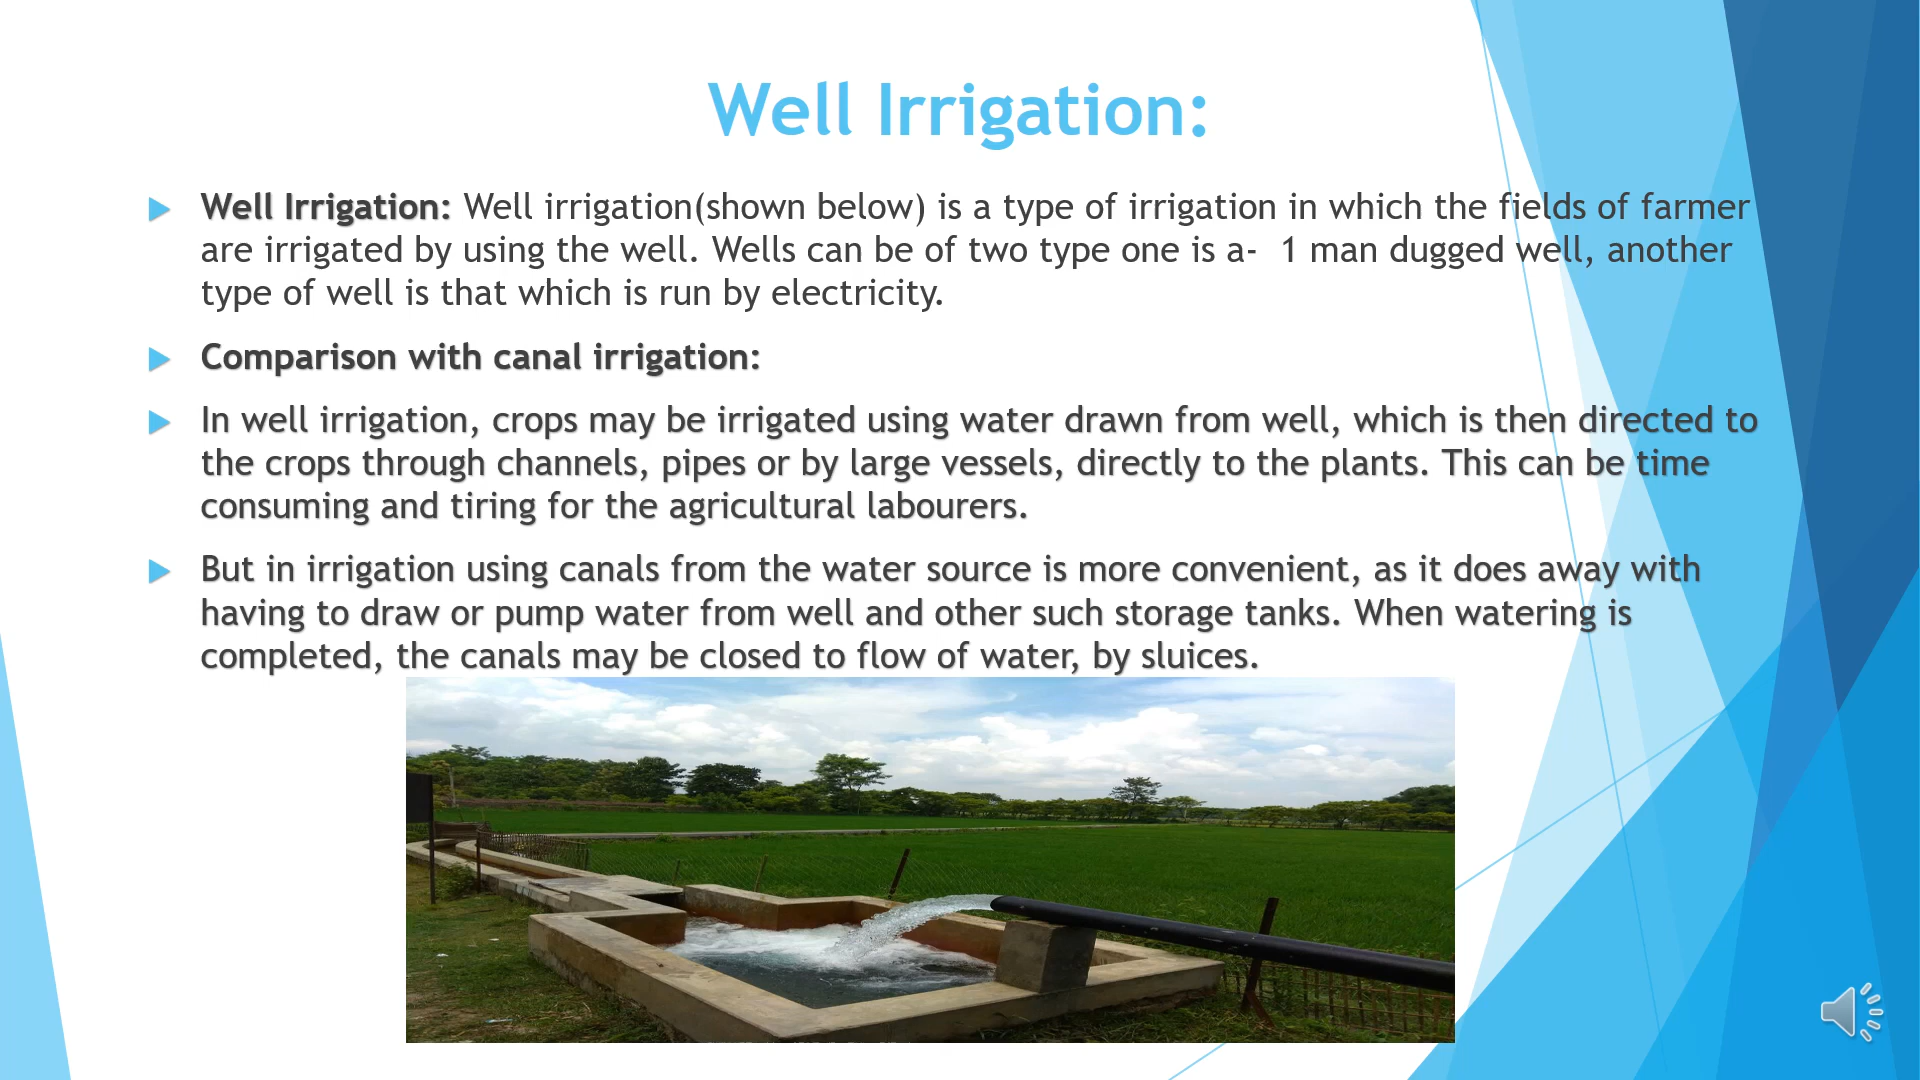 Well Irrigation:
Well Irrigation: Well irrigation(shown below) is a type of irrigation in which the fields of farmer
are irrigated by using the well. Wells can be of two type one is a-  1 man dugged well, another
type of well is that which is run by electricity.
Comparison with canal irrigation:
In well irrigation, crops may be irrigated using water drawn from well, which is then directed to
the crops through channels, pipes or by large vessels, directly to the plants. This can be time
consuming and tiring for the agricultural labourers.
But in irrigation using canals from the water source is more convenient, as it does away with
having to draw or pump water from well and other such storage tanks. When watering is
completed, the canals may be closed to flow of water, by sluices.